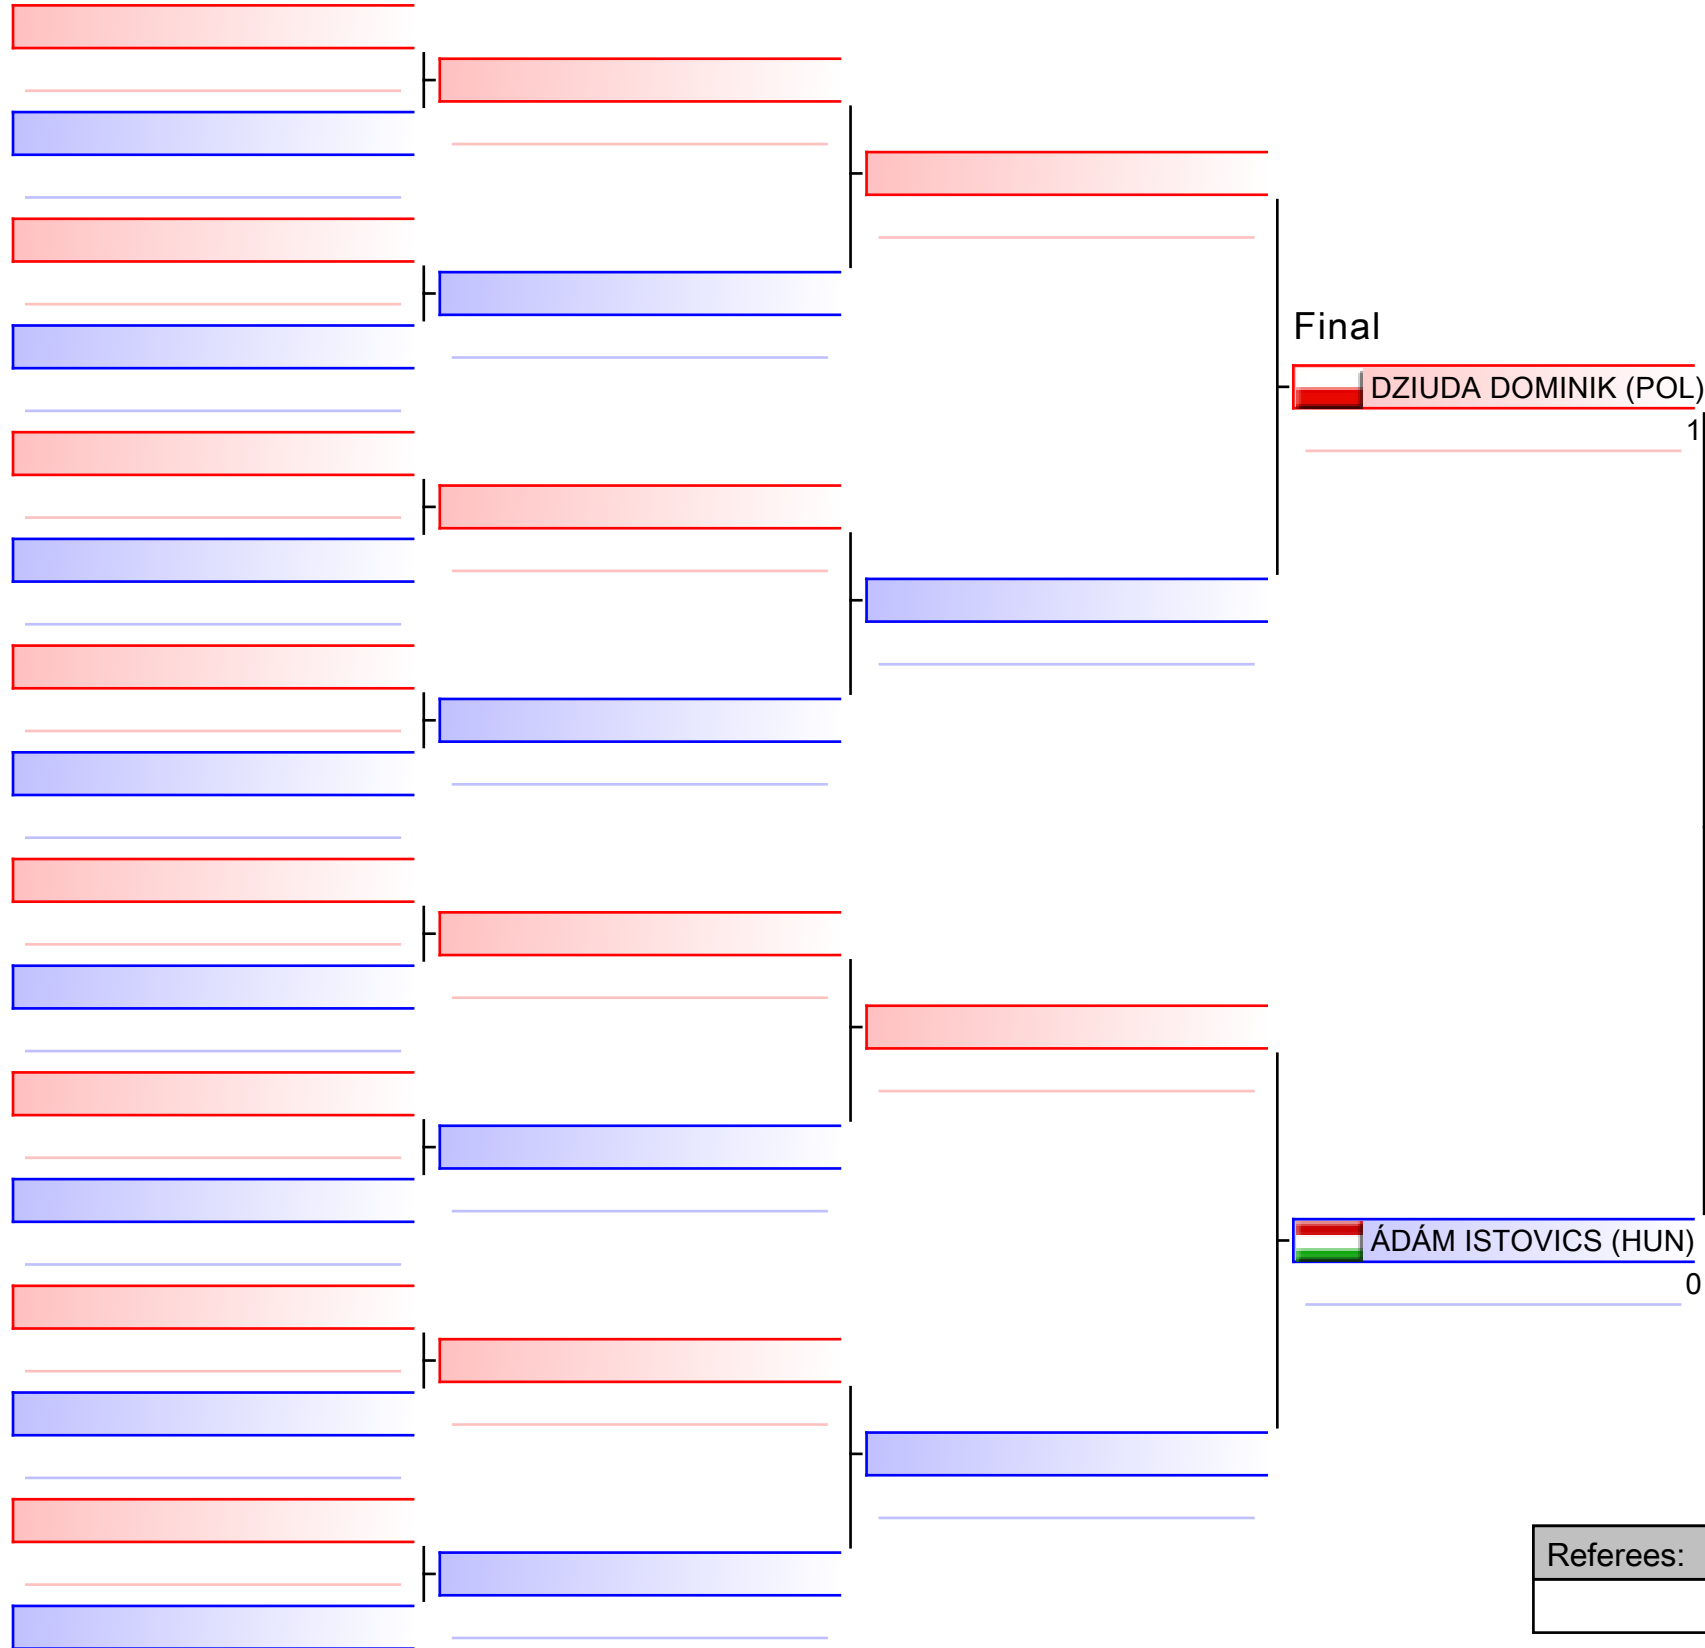 Final
DZIUDA DOMINIK (POL)
1
ÁDÁM ISTOVICS (HUN)
0
Referees: